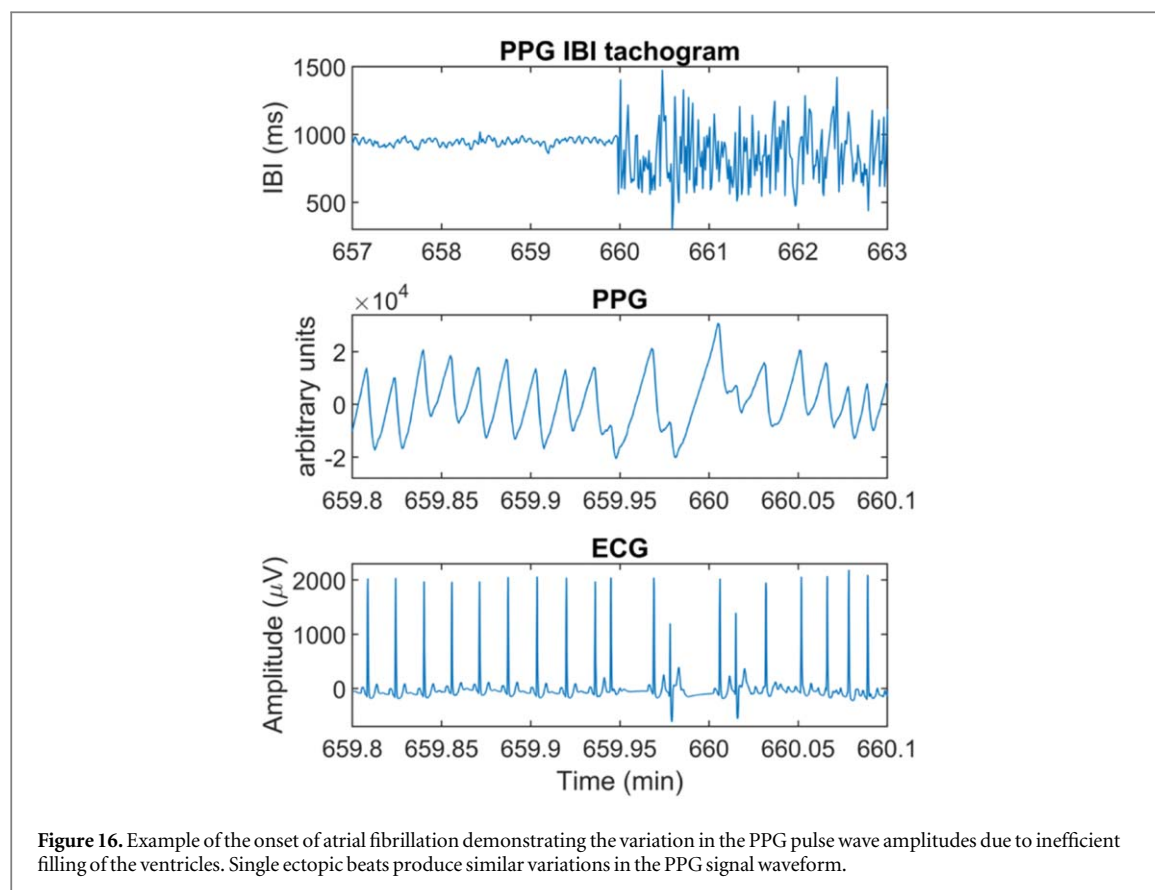 PPG IBI tachogram
1500
1000
500
IBI (ms)
657 658 659 660 661 662 663
PPG
×10⁴
2
0
-2
arbitrary units
659.8 659.85 659.9 659.95 660 660.05 660.1
ECG
2000
1000
0
Amplitude (μV)
659.8 659.85 659.9 659.95 660 660.05 660.1
Time (min)
Figure 16. Example of the onset of atrial fibrillation demonstrating the variation in the PPG pulse wave amplitudes due to inefficient
filling of the ventricles. Single ectopic beats produce similar variations in the PPG signal waveform.